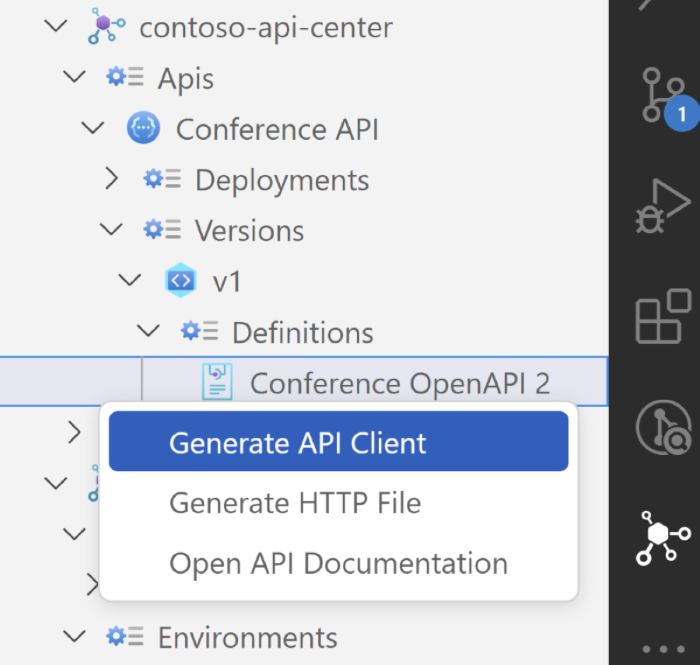 contoso-api-center
Apis
Conference API
Deployments
1
Versions
v1
Definitions
Conference OpenAPI 2
Generate API Client
Generate HTTP File
Open API Documentation
Environments